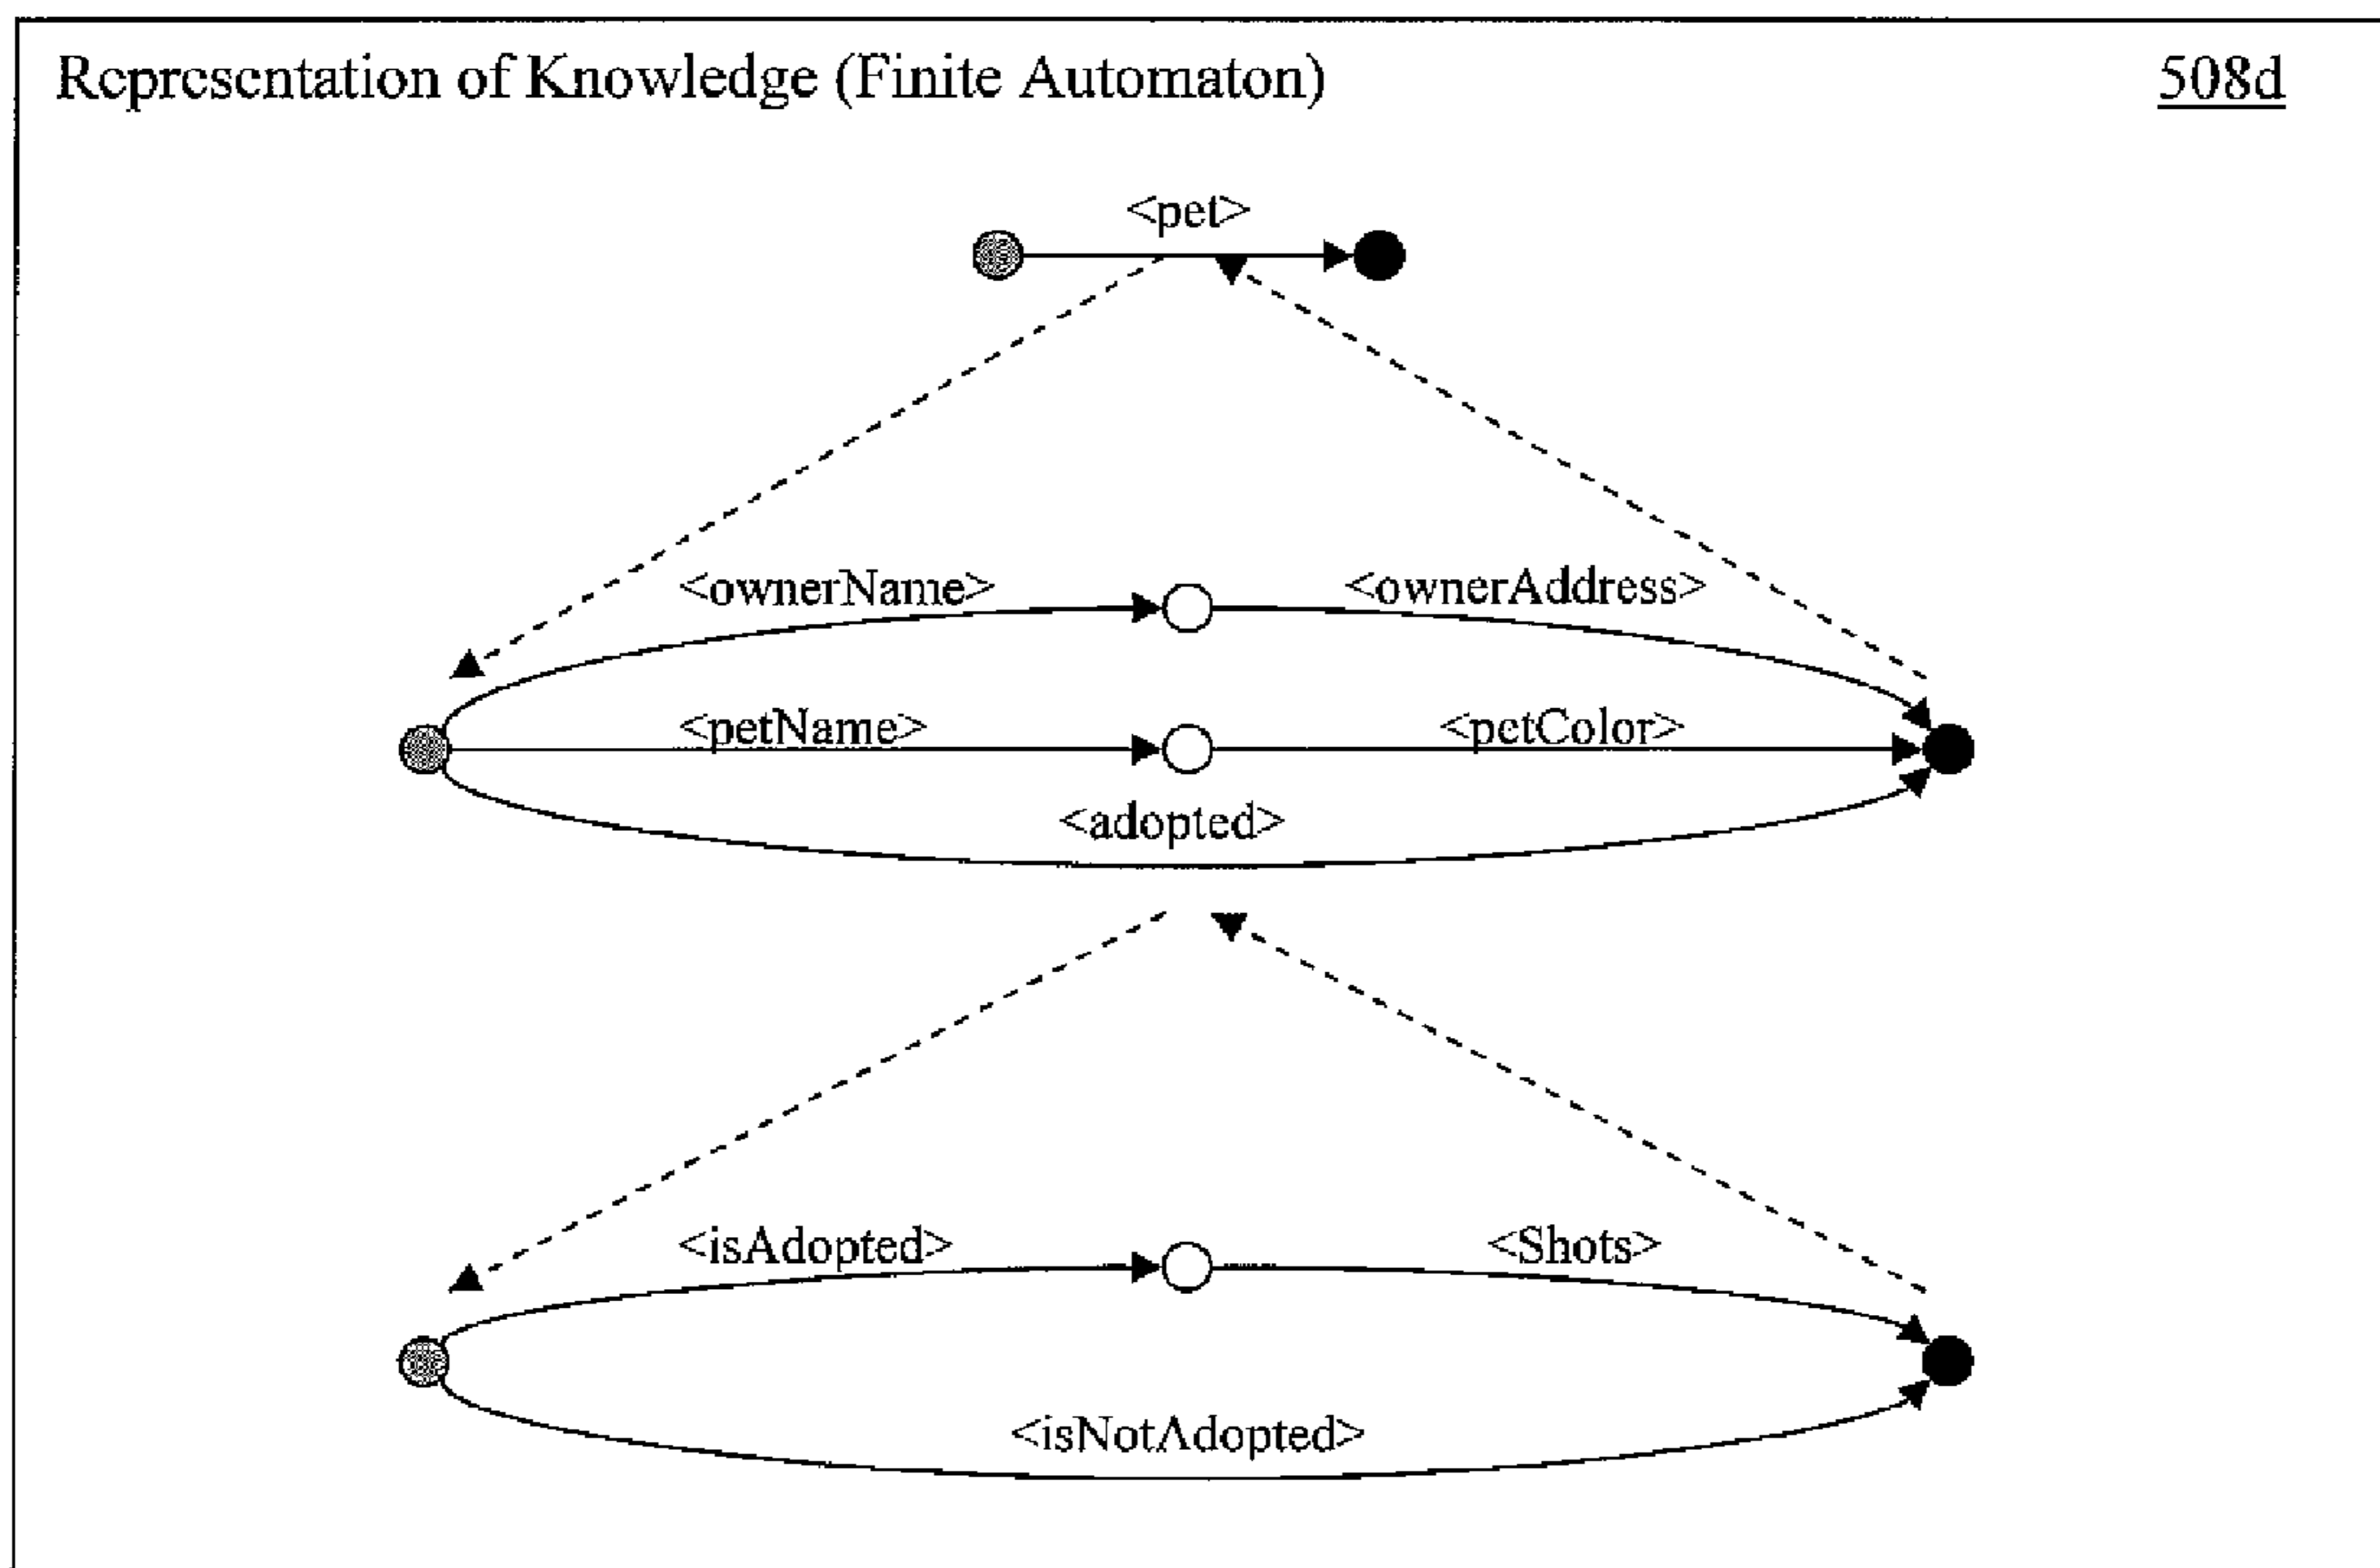 Representation of Knowledge (Finite Automaton) 508d
<pet>
<ownerName> <ownerAddress>
<petName> <petColor>
<adopted>
<isAdopted> <Shots>
<isNotAdopted>